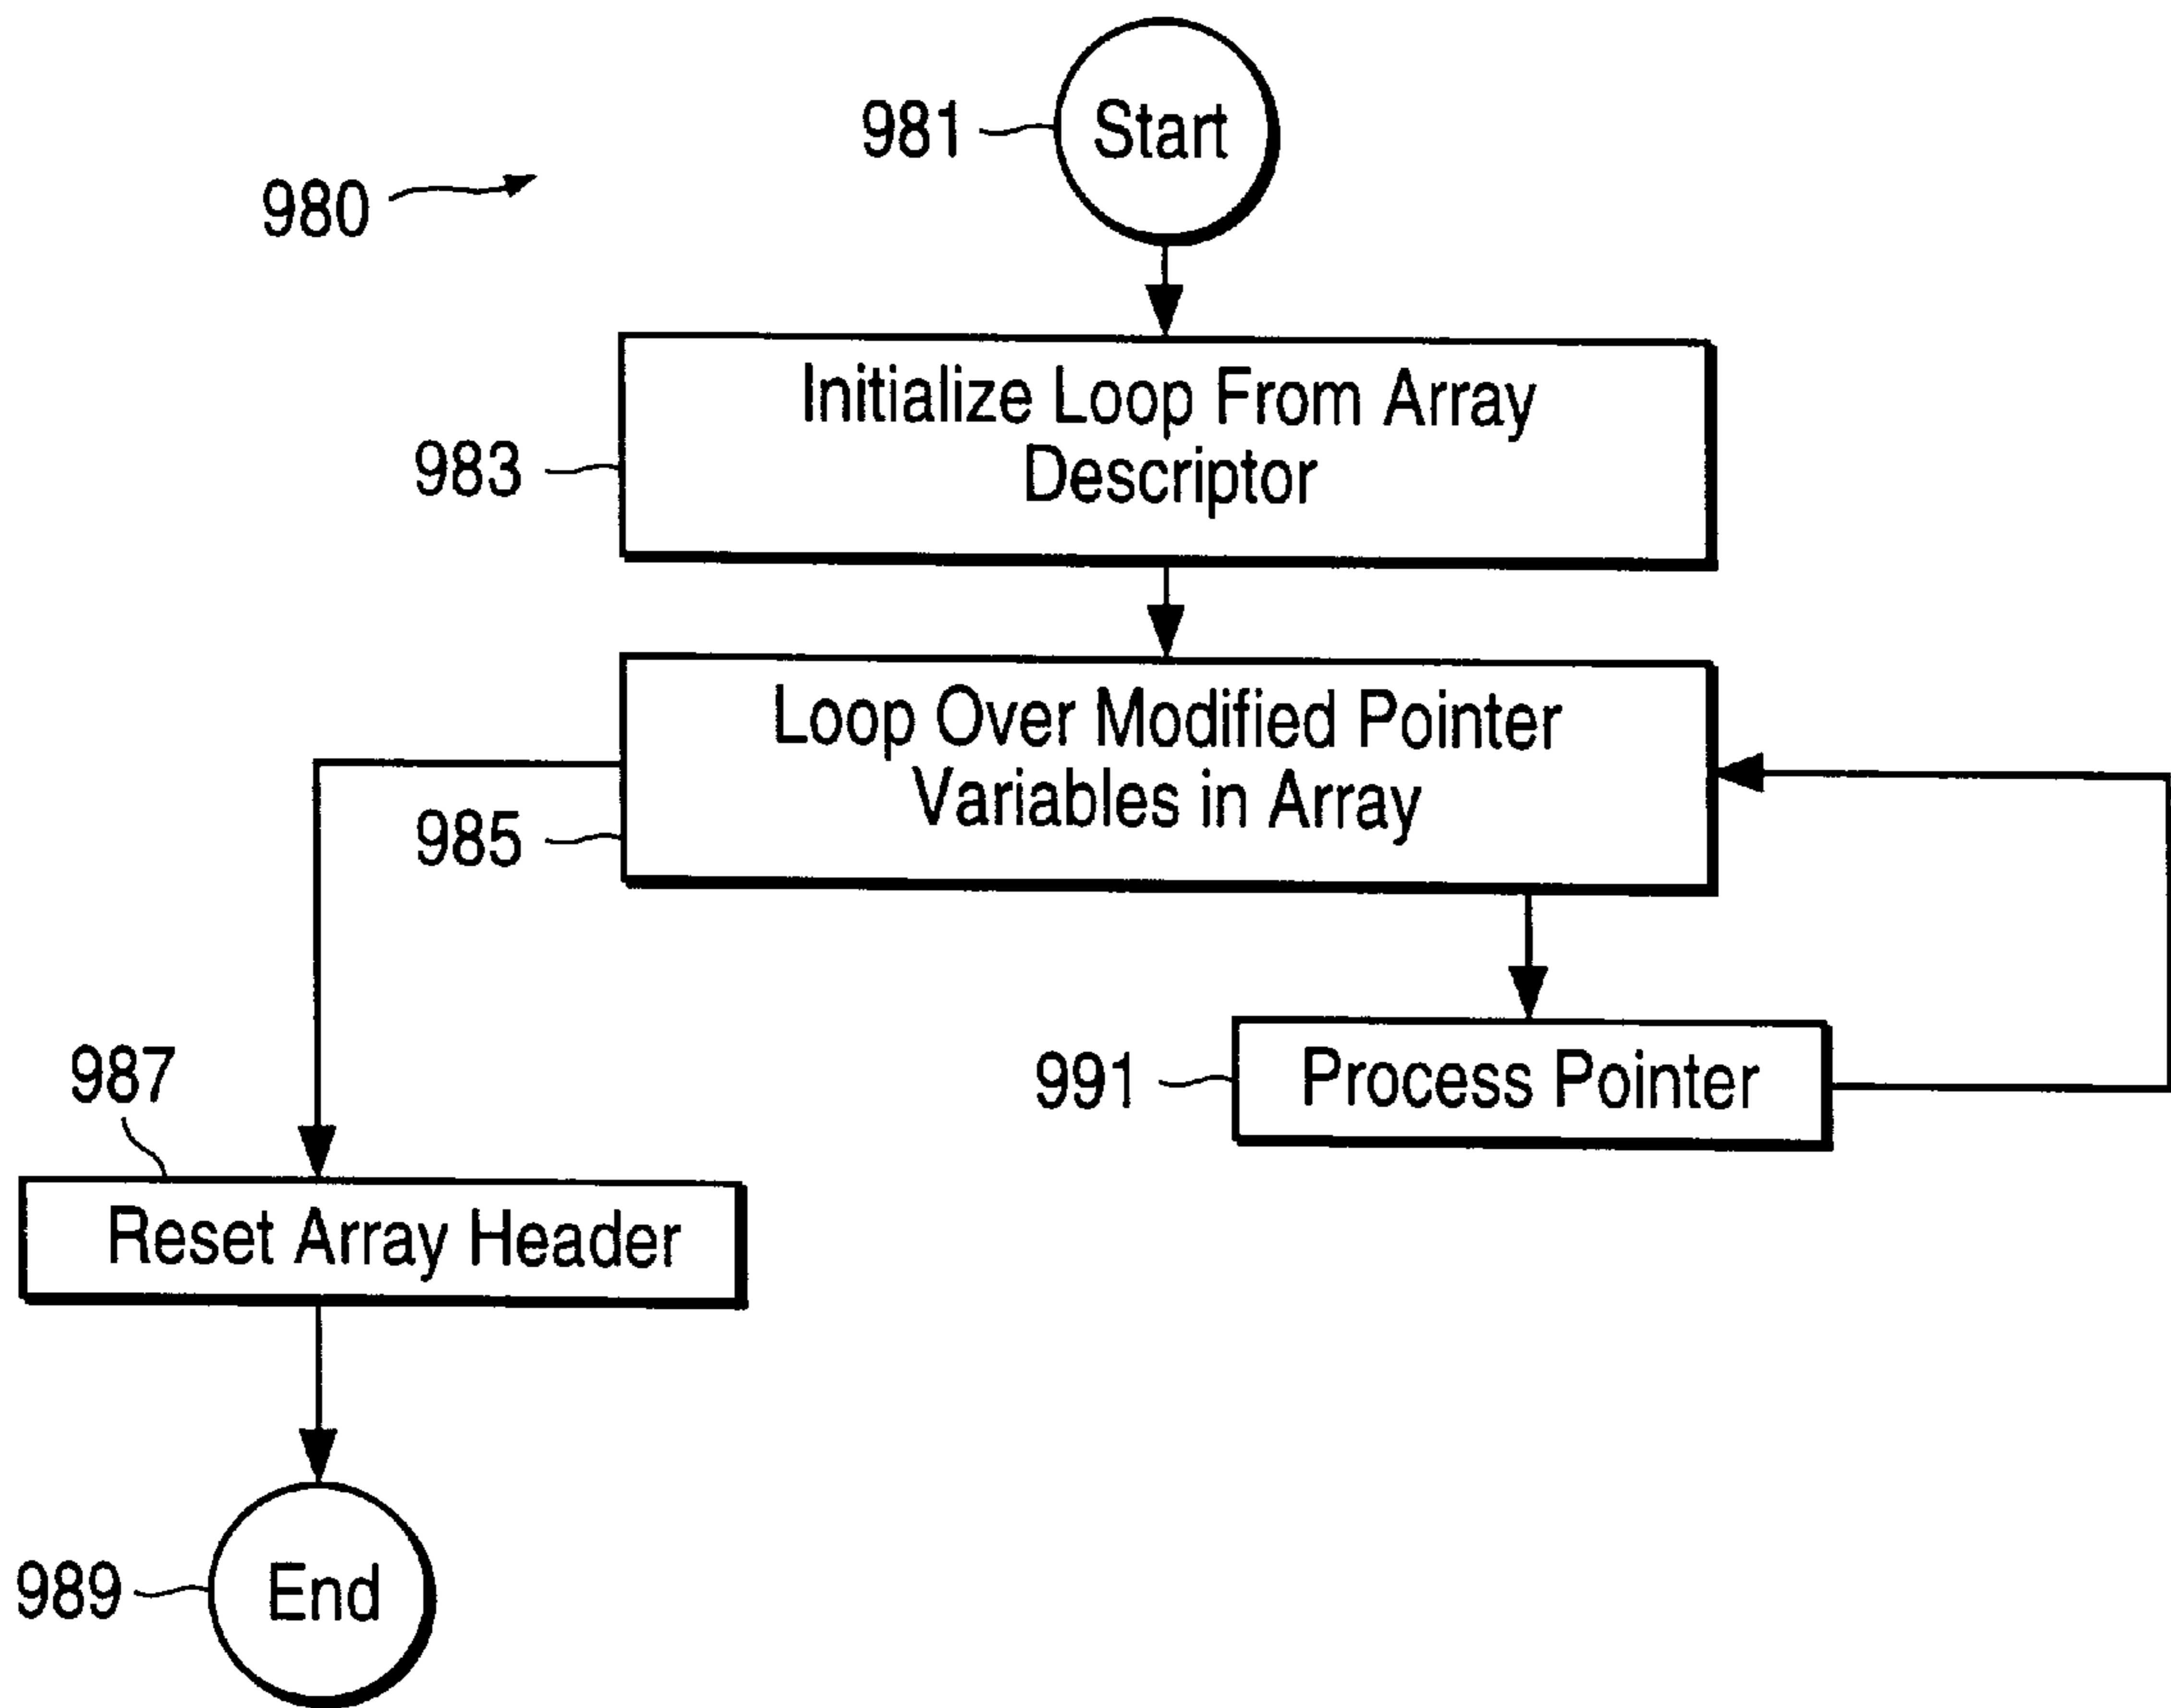 981
Start
980
Initialize Loop From Array
Descriptor
983
Loop Over Modified Pointer
Variables in Array
985
987
991
Process Pointer
Reset Array Header
989
End